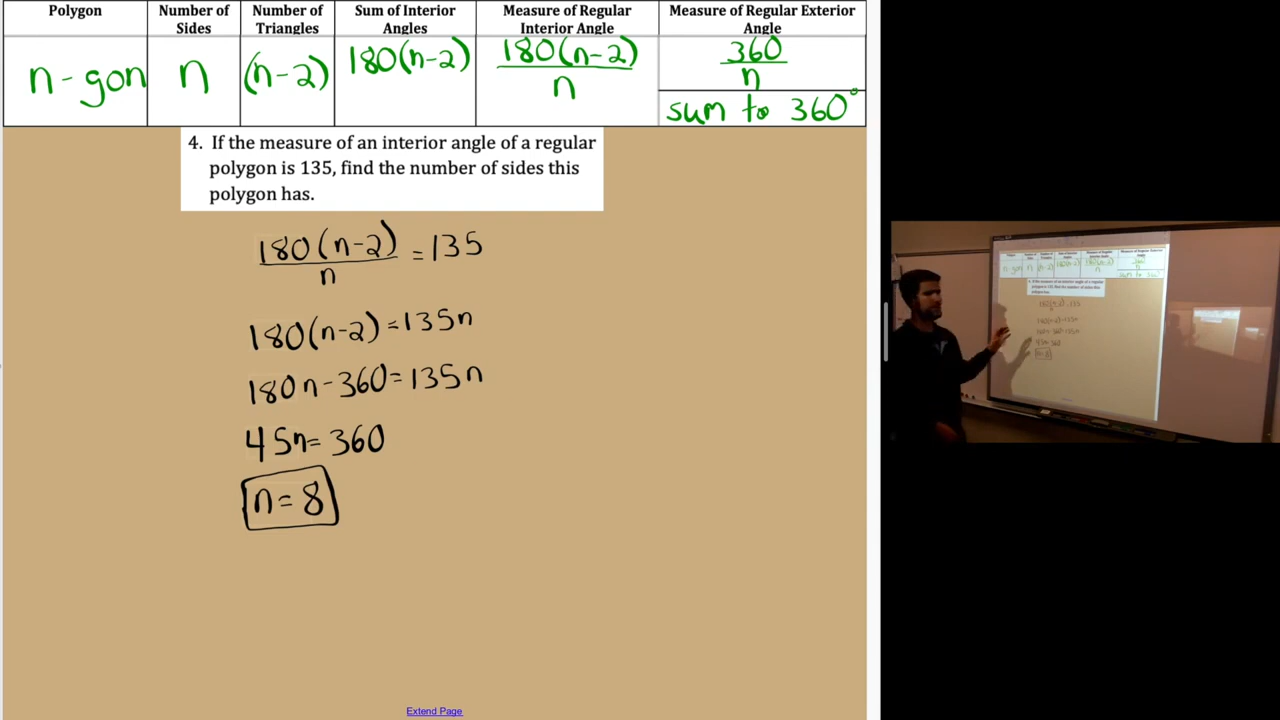 Polygon
Number of Sides
Number of Triangles
Sum of Interior Angles
Measure of Regular Interior Angle
Measure of Regular Exterior Angle
n-gon
n
(n-2)
180(n-2)
180(n-2)
n
360
n
sum to 360°
4. If the measure of an interior angle of a regular
polygon is 135, find the number of sides this
polygon has.
180(n-2) = 135
n
180(n-2)=135n
180n-360=135n
45n=360
n=8
Extend Page